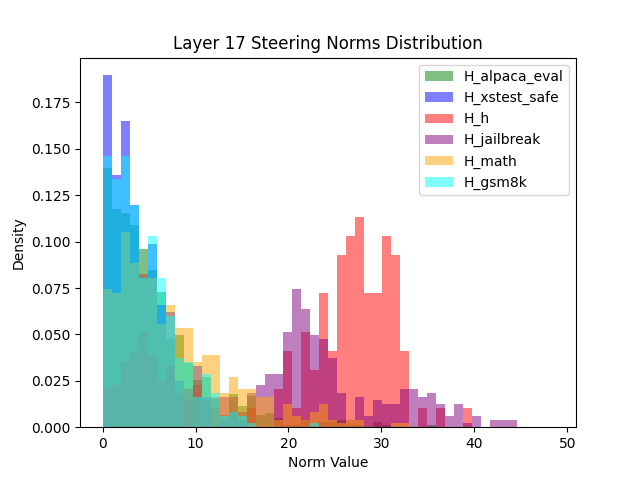 Layer 17 Steering Norms Distribution
H_alpaca_eval
H_xstest_safe
H_h
H_jailbreak
H_math
H_gsm8k
Density
0.175
0.150
0.125
0.100
0.075
0.050
0.025
0.000
0
10
20
30
40
50
Norm Value